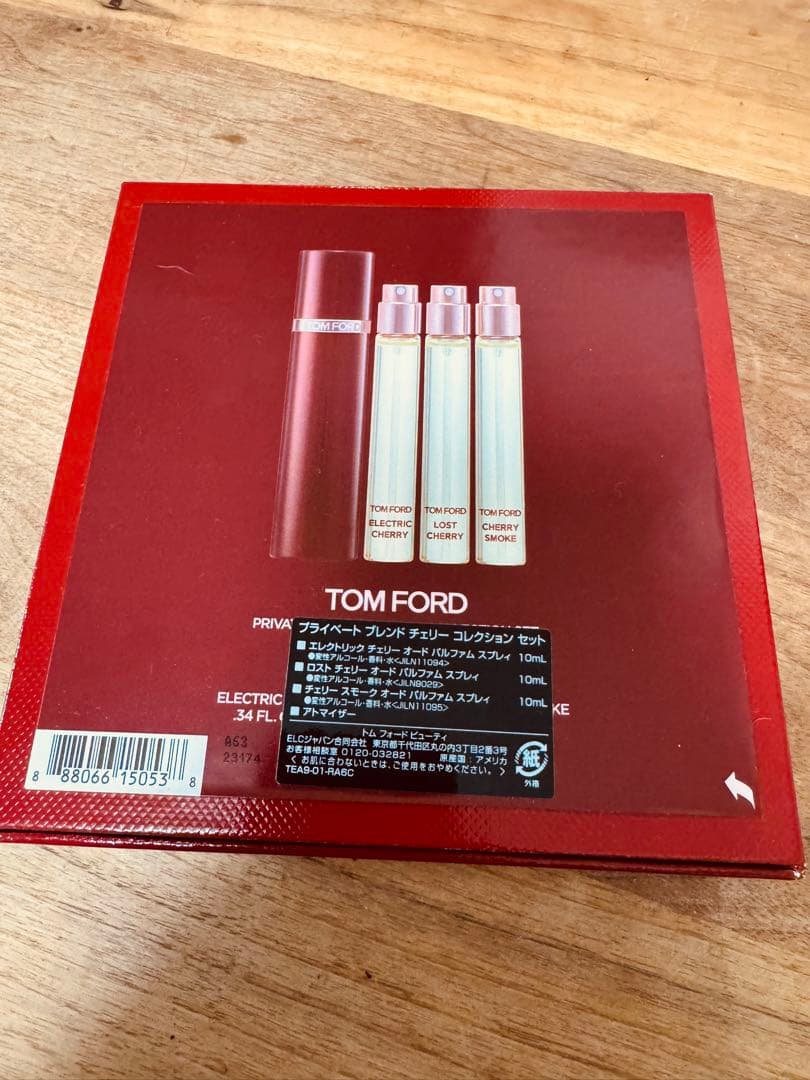 TOM FORD
TOM FORD
ELECTRIC
CHERRY
TOM FORD
LOST
CHERRY
TOM FORD
CHERRY
SMOKE
TOM FORD
プライベート ブレンド チェリー コレクション セット
■エレクトリック チェリー オード パルファム スプレィ 10mL
●変性アルコール・香料・水<JILN11094>
■ロスト チェリー オード パルファム スプレィ 10mL
●変性アルコール・香料・水<JILN9029>
■チェリー スモーク オード パルファム スプレィ 10mL
●変性アルコール・香料・水<JILN11095>
■アトマイザー
トム フォード ビューティ
ELCジャパン合同会社 東京都千代田区丸の内3丁目2番3号
お客様相談室 0120-032821 原産国:アメリカ
<お肌に合わないときは、ご使用をおやめください。>
TEA9-01-RA6C
紙
外箱
ELECTRIC
.34 FL.
A63
23174
8 88066 15053 8